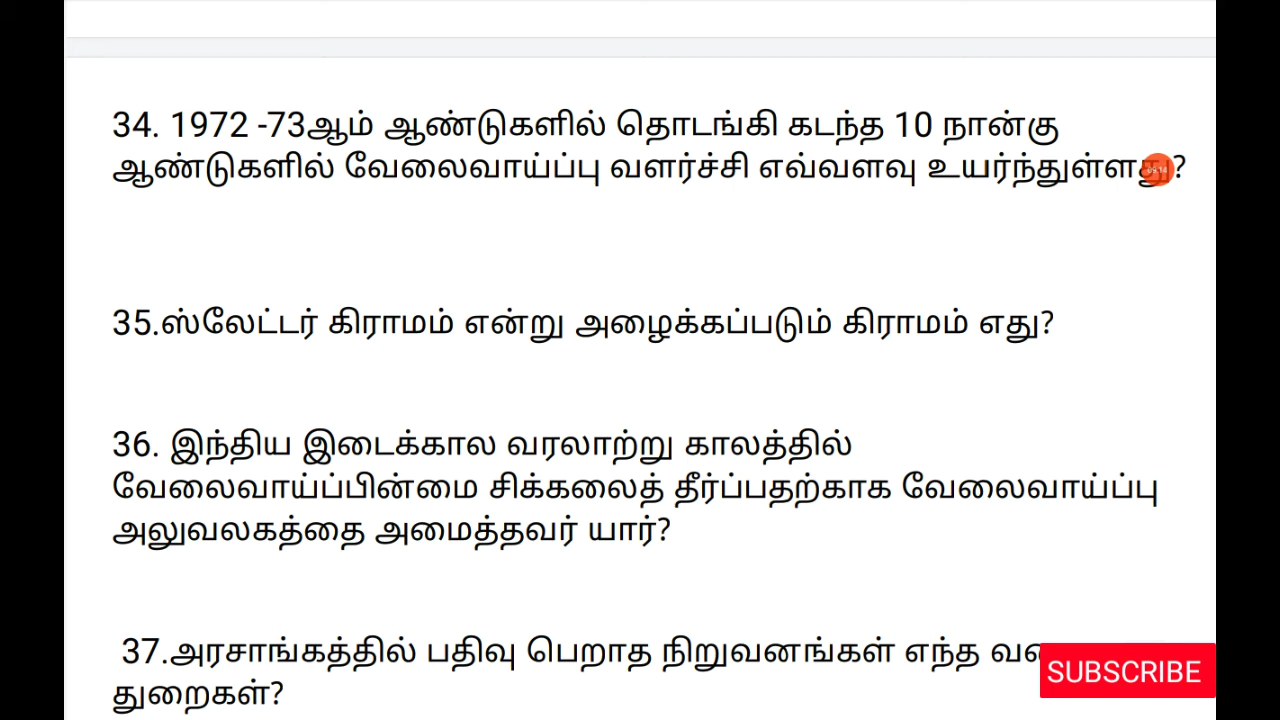 34. 1972 -73ஆம் ஆண்டுகளில் தொடங்கி கடந்த 10 நான்கு
ஆண்டுகளில் வேலைவாய்ப்பு வளர்ச்சி எவ்வளவு உயர்ந்துள்ளது?
35.ஸ்லேட்டர் கிராமம் என்று அழைக்கப்படும் கிராமம் எது?
36. இந்திய இடைக்கால வரலாற்று காலத்தில்
வேலைவாய்ப்பின்மை சிக்கலைத் தீர்ப்பதற்காக வேலைவாய்ப்பு
அலுவலகத்தை அமைத்தவர் யார்?
37.அரசாங்கத்தில் பதிவு பெறாத நிறுவனங்கள் எந்த
SUBSCRIBE
துறைகள்?